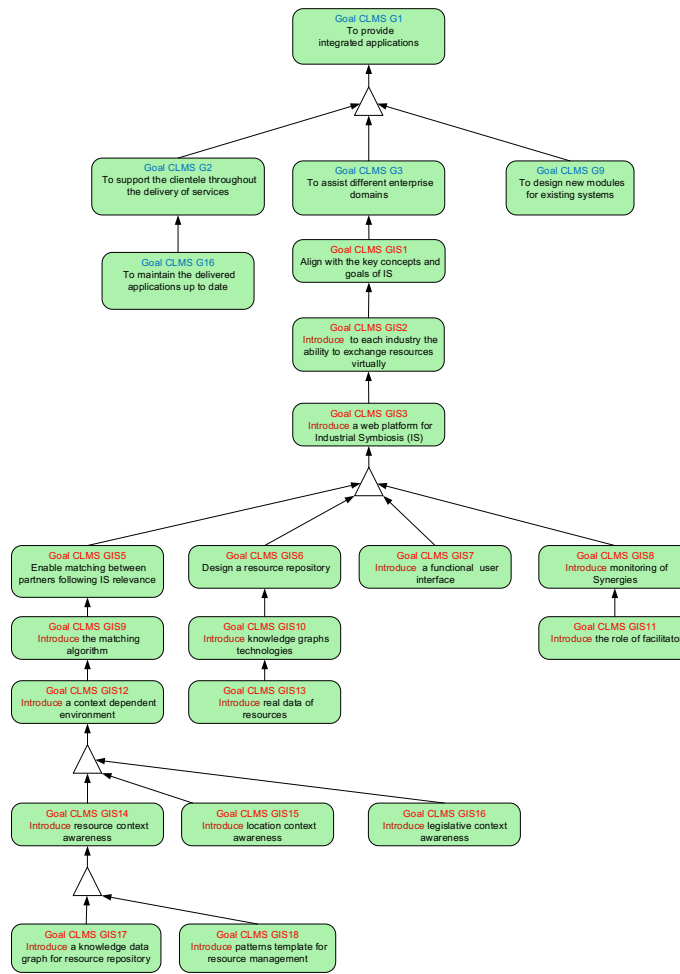 Goal CLMS G1
To provide
integrated applications
Goal CLMS G2
To support the clientele throughout
the delivery of services
Goal CLMS G3
To assist different enterprise
domains
Goal CLMS G9
To design new modules
for existing systems
Goal CLMS G16
To maintain the delivered
applications up to date
Goal CLMS GIS1
Align with the key concepts and
goals of IS
Goal CLMS GIS2
Introduce to each industry the
ability to exchange resources
virtually
Goal CLMS GIS3
Introduce a web platform for
Industrial Symbiosis (IS)
Goal CLMS GIS5
Enable matching between
partners following IS relevance
Goal CLMS GIS6
Design a resource repository
Goal CLMS GIS7
Introduce a functional user
interface
Goal CLMS GIS8
Introduce monitoring of
Synergies
Goal CLMS GIS9
Introduce the matching
algorithm
Goal CLMS GIS10
Introduce knowledge graphs
technologies
Goal CLMS GIS11
Introduce the role of facilitator
Goal CLMS GIS12
Introduce a context dependent
environment
Goal CLMS GIS13
Introduce real data of
resources
Goal CLMS GIS14
Introduce resource context
awareness
Goal CLMS GIS15
Introduce location context
awareness
Goal CLMS GIS16
Introduce legislative context
awareness
Goal CLMS GIS17
Introduce a knowledge data
graph for resource repository
Goal CLMS GIS18
Introduce patterns template for
resource management